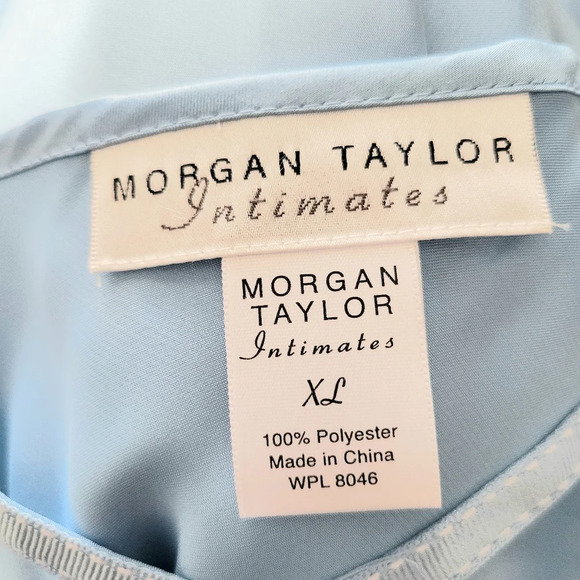 MORGAN TAYLOR
Intimates
MORGAN
TAYLOR
Intimates
XL
100% Polyester
Made in China
WPL 8046